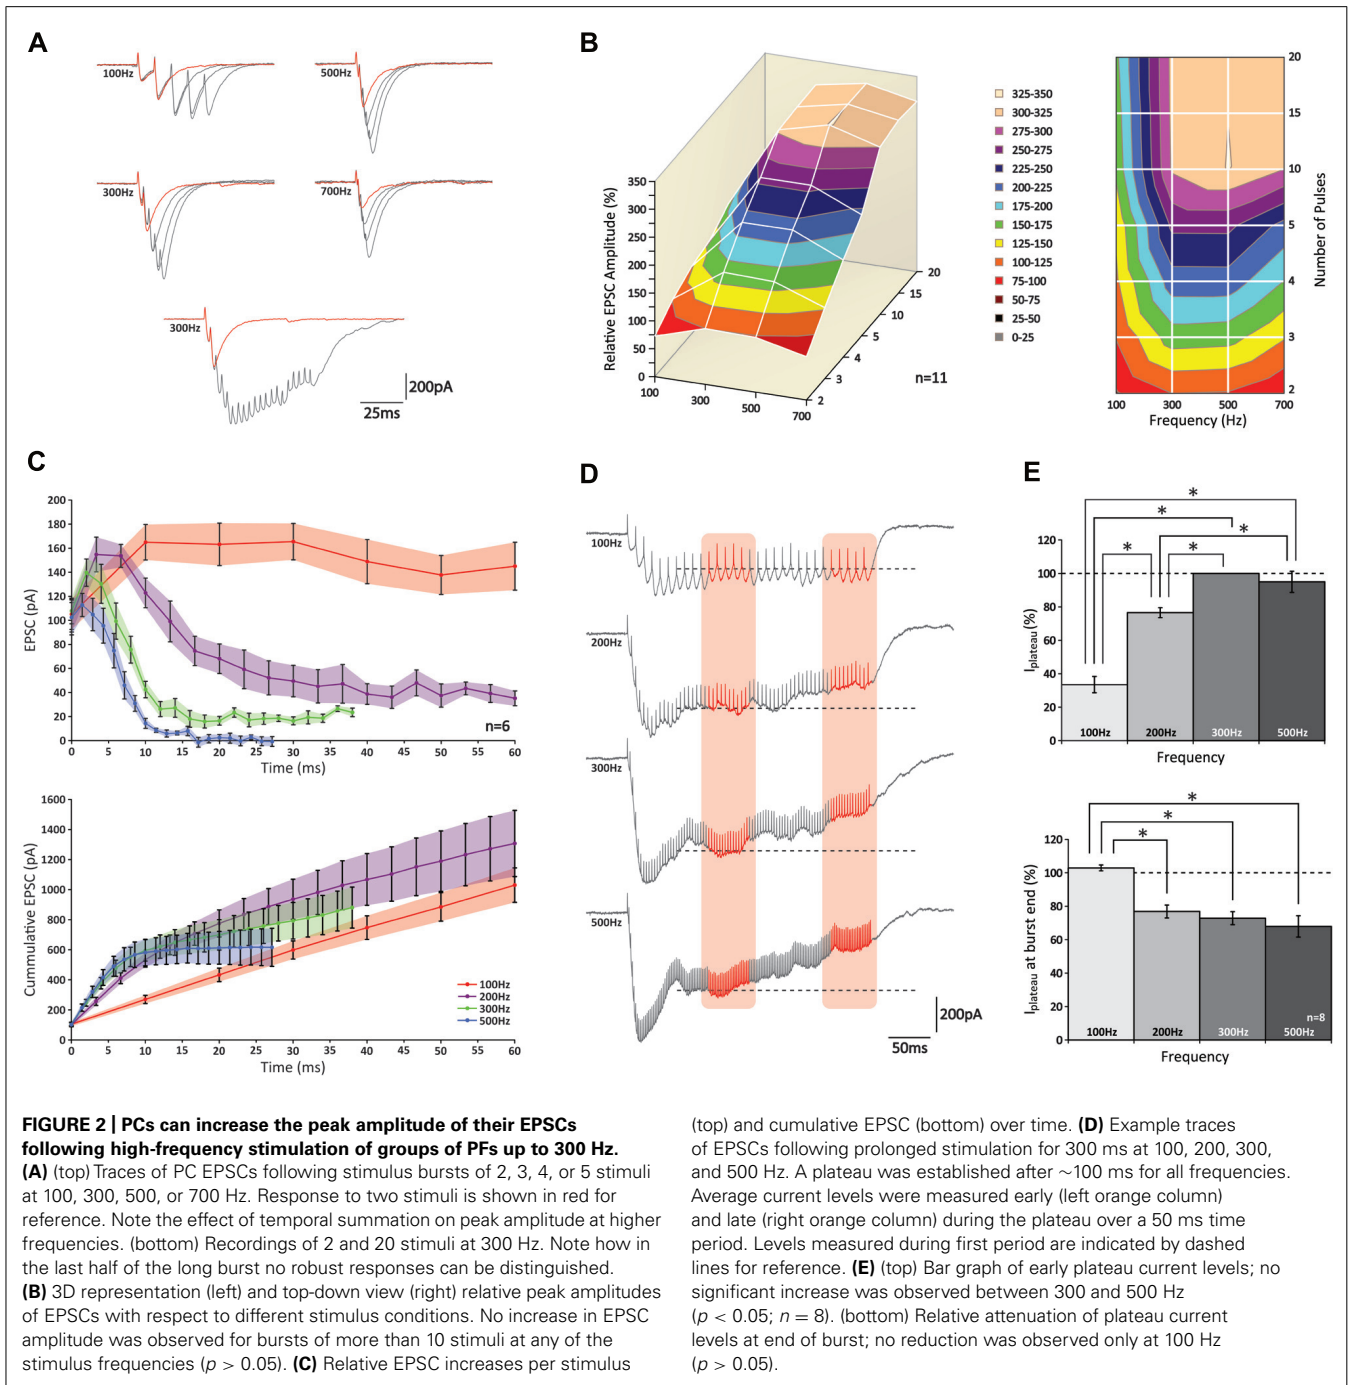 A
100Hz
500Hz
300Hz
700Hz
300Hz
200pA
25ms
B
Relative EPSC Amplitude (%)
350
300
250
200
150
100
50
0
100
300
500
700
2
3
4
5
10
15
20
n=11
325-350
300-325
275-300
250-275
225-250
200-225
175-200
150-175
125-150
100-125
75-100
50-75
25-50
0-25
20
15
10
5
4
3
2
Number of Pulses
100
300
500
700
Frequency (Hz)
C
EPSC (pA)
200
180
160
140
120
100
80
60
40
20
0
n=6
0
5
10
15
20
25
30
35
40
45
50
55
60
Time (ms)
Cummulative EPSC (pA)
1600
1400
1200
1000
800
600
400
200
0
100Hz
200Hz
300Hz
500Hz
0
5
10
15
20
25
30
35
40
45
50
55
60
Time (ms)
D
100Hz
200Hz
300Hz
500Hz
200pA
50ms
E
Iplateau (%)
120
100
80
60
40
20
0
*
*
*
*
*
100Hz
200Hz
300Hz
500Hz
Frequency
Iplateau at burst end (%)
120
100
80
60
40
20
0
*
*
*
n=8
100Hz
200Hz
300Hz
500Hz
Frequency
FIGURE 2 | PCs can increase the peak amplitude of their EPSCs
following high-frequency stimulation of groups of PFs up to 300 Hz.
(A) (top) Traces of PC EPSCs following stimulus bursts of 2, 3, 4, or 5 stimuli
at 100, 300, 500, or 700 Hz. Response to two stimuli is shown in red for
reference. Note the effect of temporal summation on peak amplitude at higher
frequencies. (bottom) Recordings of 2 and 20 stimuli at 300 Hz. Note how in
the last half of the long burst no robust responses can be distinguished.
(B) 3D representation (left) and top-down view (right) relative peak amplitudes
of EPSCs with respect to different stimulus conditions. No increase in EPSC
amplitude was observed for bursts of more than 10 stimuli at any of the
stimulus frequencies (p > 0.05). (C) Relative EPSC increases per stimulus
(top) and cumulative EPSC (bottom) over time. (D) Example traces
of EPSCs following prolonged stimulation for 300 ms at 100, 200, 300,
and 500 Hz. A plateau was established after ~100 ms for all frequencies.
Average current levels were measured early (left orange column)
and late (right orange column) during the plateau over a 50 ms time
period. Levels measured during first period are indicated by dashed
lines for reference. (E) (top) Bar graph of early plateau current levels; no
significant increase was observed between 300 and 500 Hz
(p < 0.05; n = 8). (bottom) Relative attenuation of plateau current
levels at end of burst; no reduction was observed only at 100 Hz
(p > 0.05).